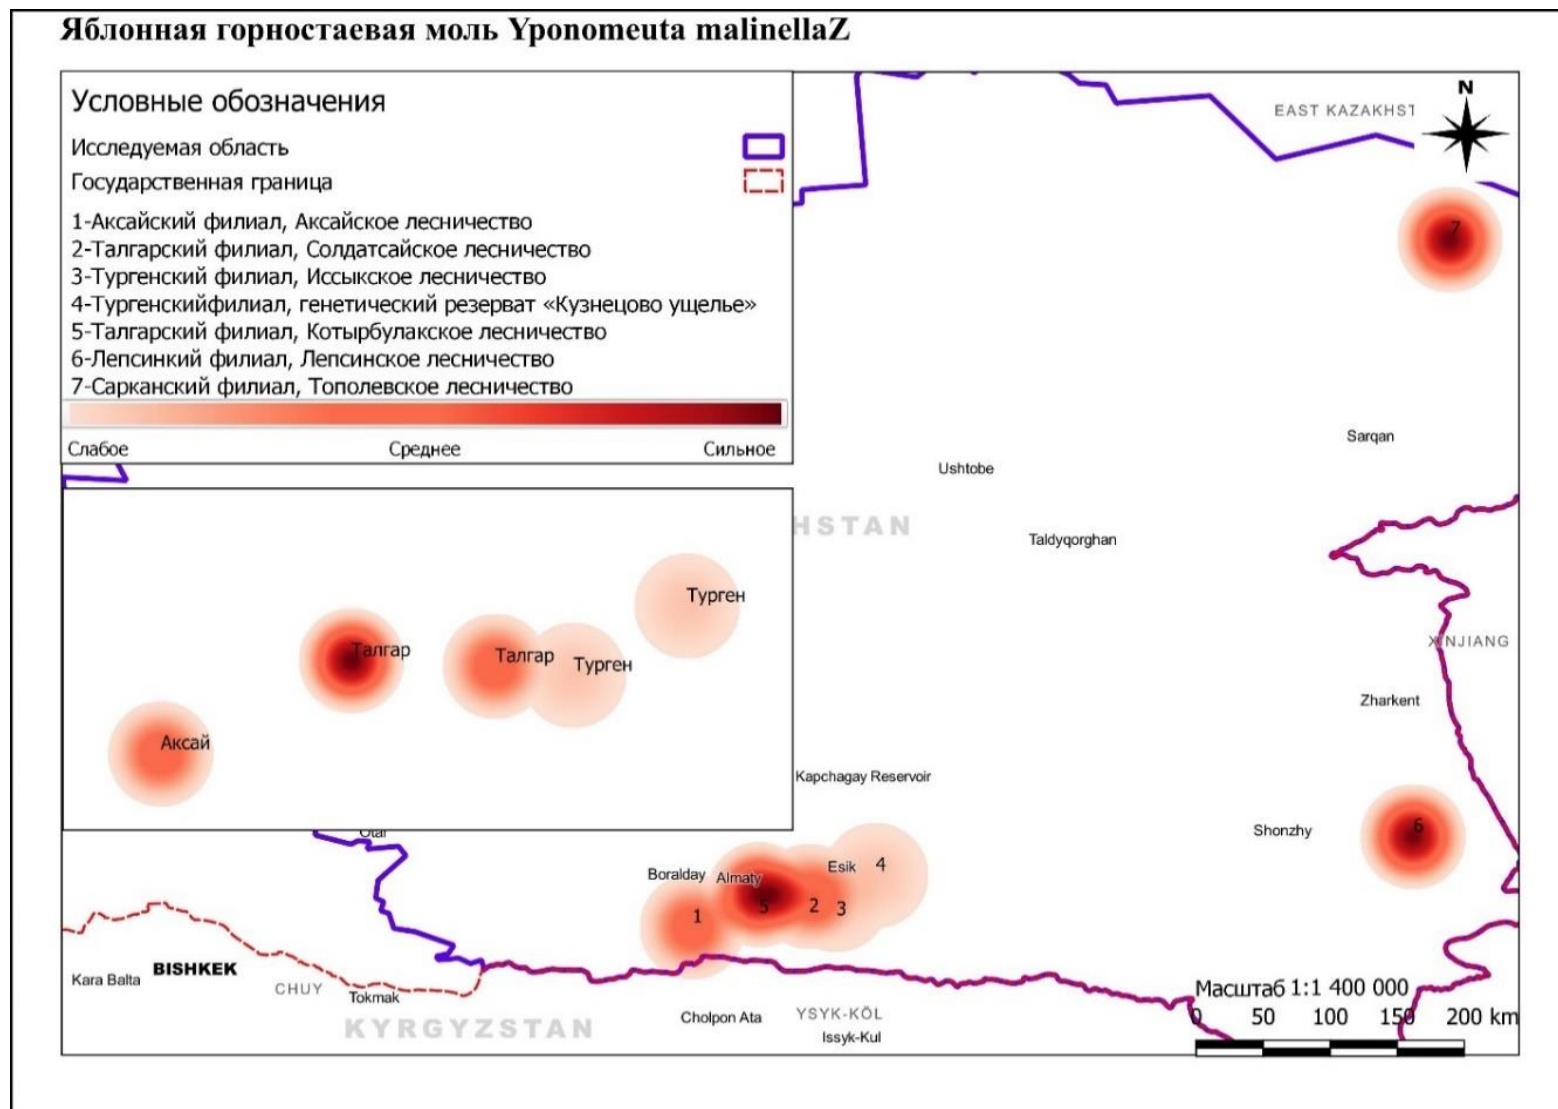 Яблонная горностаевая моль Yponomeuta malinellaZ
Условные обозначения
Исследуемая область
Государственная граница
1-Аксайский филиал, Аксайское лесничество
2-Талгарский филиал, Солдатсайское лесничество
3-Тургенский филиал, Иссыкское лесничество
4-Тургенскийфилиал, генетический резерват «Кузнецово ущелье»
5-Талгарский филиал, Котырбулакское лесничество
6-Лепсинкий филиал, Лепсинское лесничество
7-Сарканский филиал, Тополевское лесничество
Слабое Среднее Сильное
N
EAST KAZAKHST
7
Sarqan
Ushtobe
HSTAN
Taldyqorghan
Турген
Талгар
Талгар
Турген
Аксай
XINJIANG
Zharkent
Kapchagay Reservoir
Otar
Shonzhy
6
Boralday
Almaty
Esik
4
1
5
2
3
Kara Balta
BISHKEK
CHUY
Tokmak
KYRGYZSTAN
Cholpon Ata
YSYK-KÖL
Issyk-Kul
Масштаб 1:1 400 000
0 50 100 150 200 km